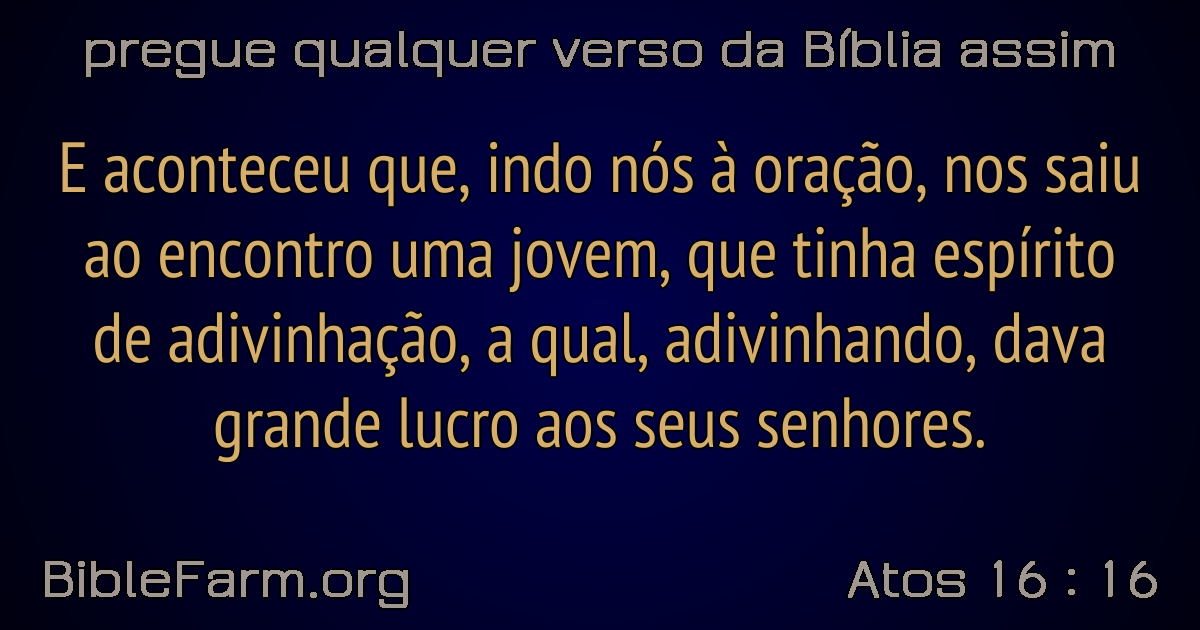 pregue qualquer verso da Bíblia assim
E aconteceu que, indo nós à oração, nos saiu
ao encontro uma jovem, que tinha espírito
de adivinhação, a qual, adivinhando, dava
grande lucro aos seus senhores.
BibleFarm.org
Atos 16 : 16